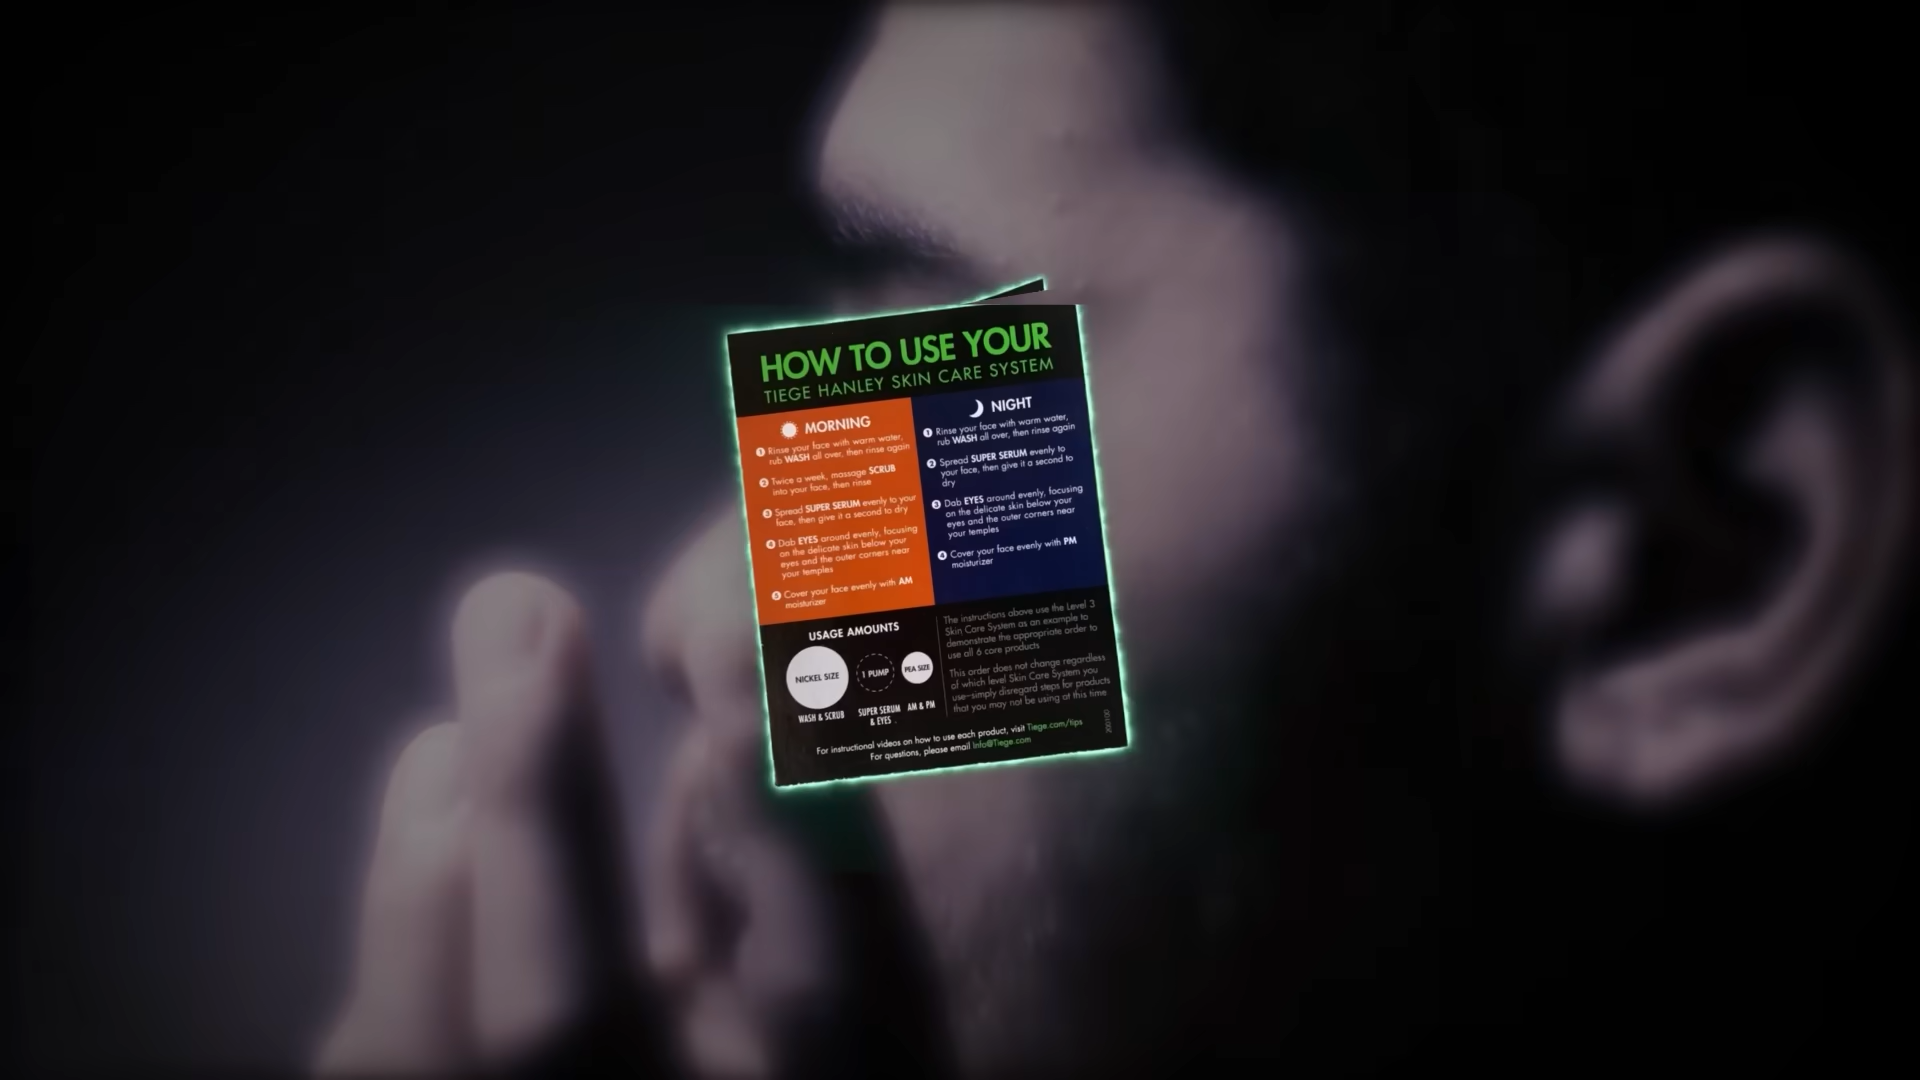 HOW TO USE YOUR
TIEGE HANLEY SKIN CARE SYSTEM
MORNING
1 Rinse your face with warm water,
rub WASH all over, then rinse again
2 Twice a week, massage SCRUB
into your face, then rinse
3 Spread SUPER SERUM evenly to your
face, then give it a second to dry
4 Dab EYES around evenly, focusing
on the delicate skin below your
eyes and the outer corners near
your temples
5 Cover your face evenly with AM
moisturizer
NIGHT
1 Rinse your face with warm water,
rub WASH all over, then rinse again
2 Spread SUPER SERUM evenly to
your face, then give it a second to
dry
3 Dab EYES around evenly, focusing
on the delicate skin below your
eyes and the outer corners near
your temples
4 Cover your face evenly with PM
moisturizer
USAGE AMOUNTS
NICKEL SIZE
1 PUMP
PEA SIZE
WASH & SCRUB
SUPER SERUM
& EYES
AM & PM
The instructions above use the Level 3
Skin Care System as an example to
demonstrate the appropriate order to
use all 6 core products
This order does not change regardless
of which level Skin Care System you
use–simply disregard steps for products
that you may not be using at this time
For instructional videos on how to use each product, visit Tiege.com/tips
For questions, please email Info@Tiege.com